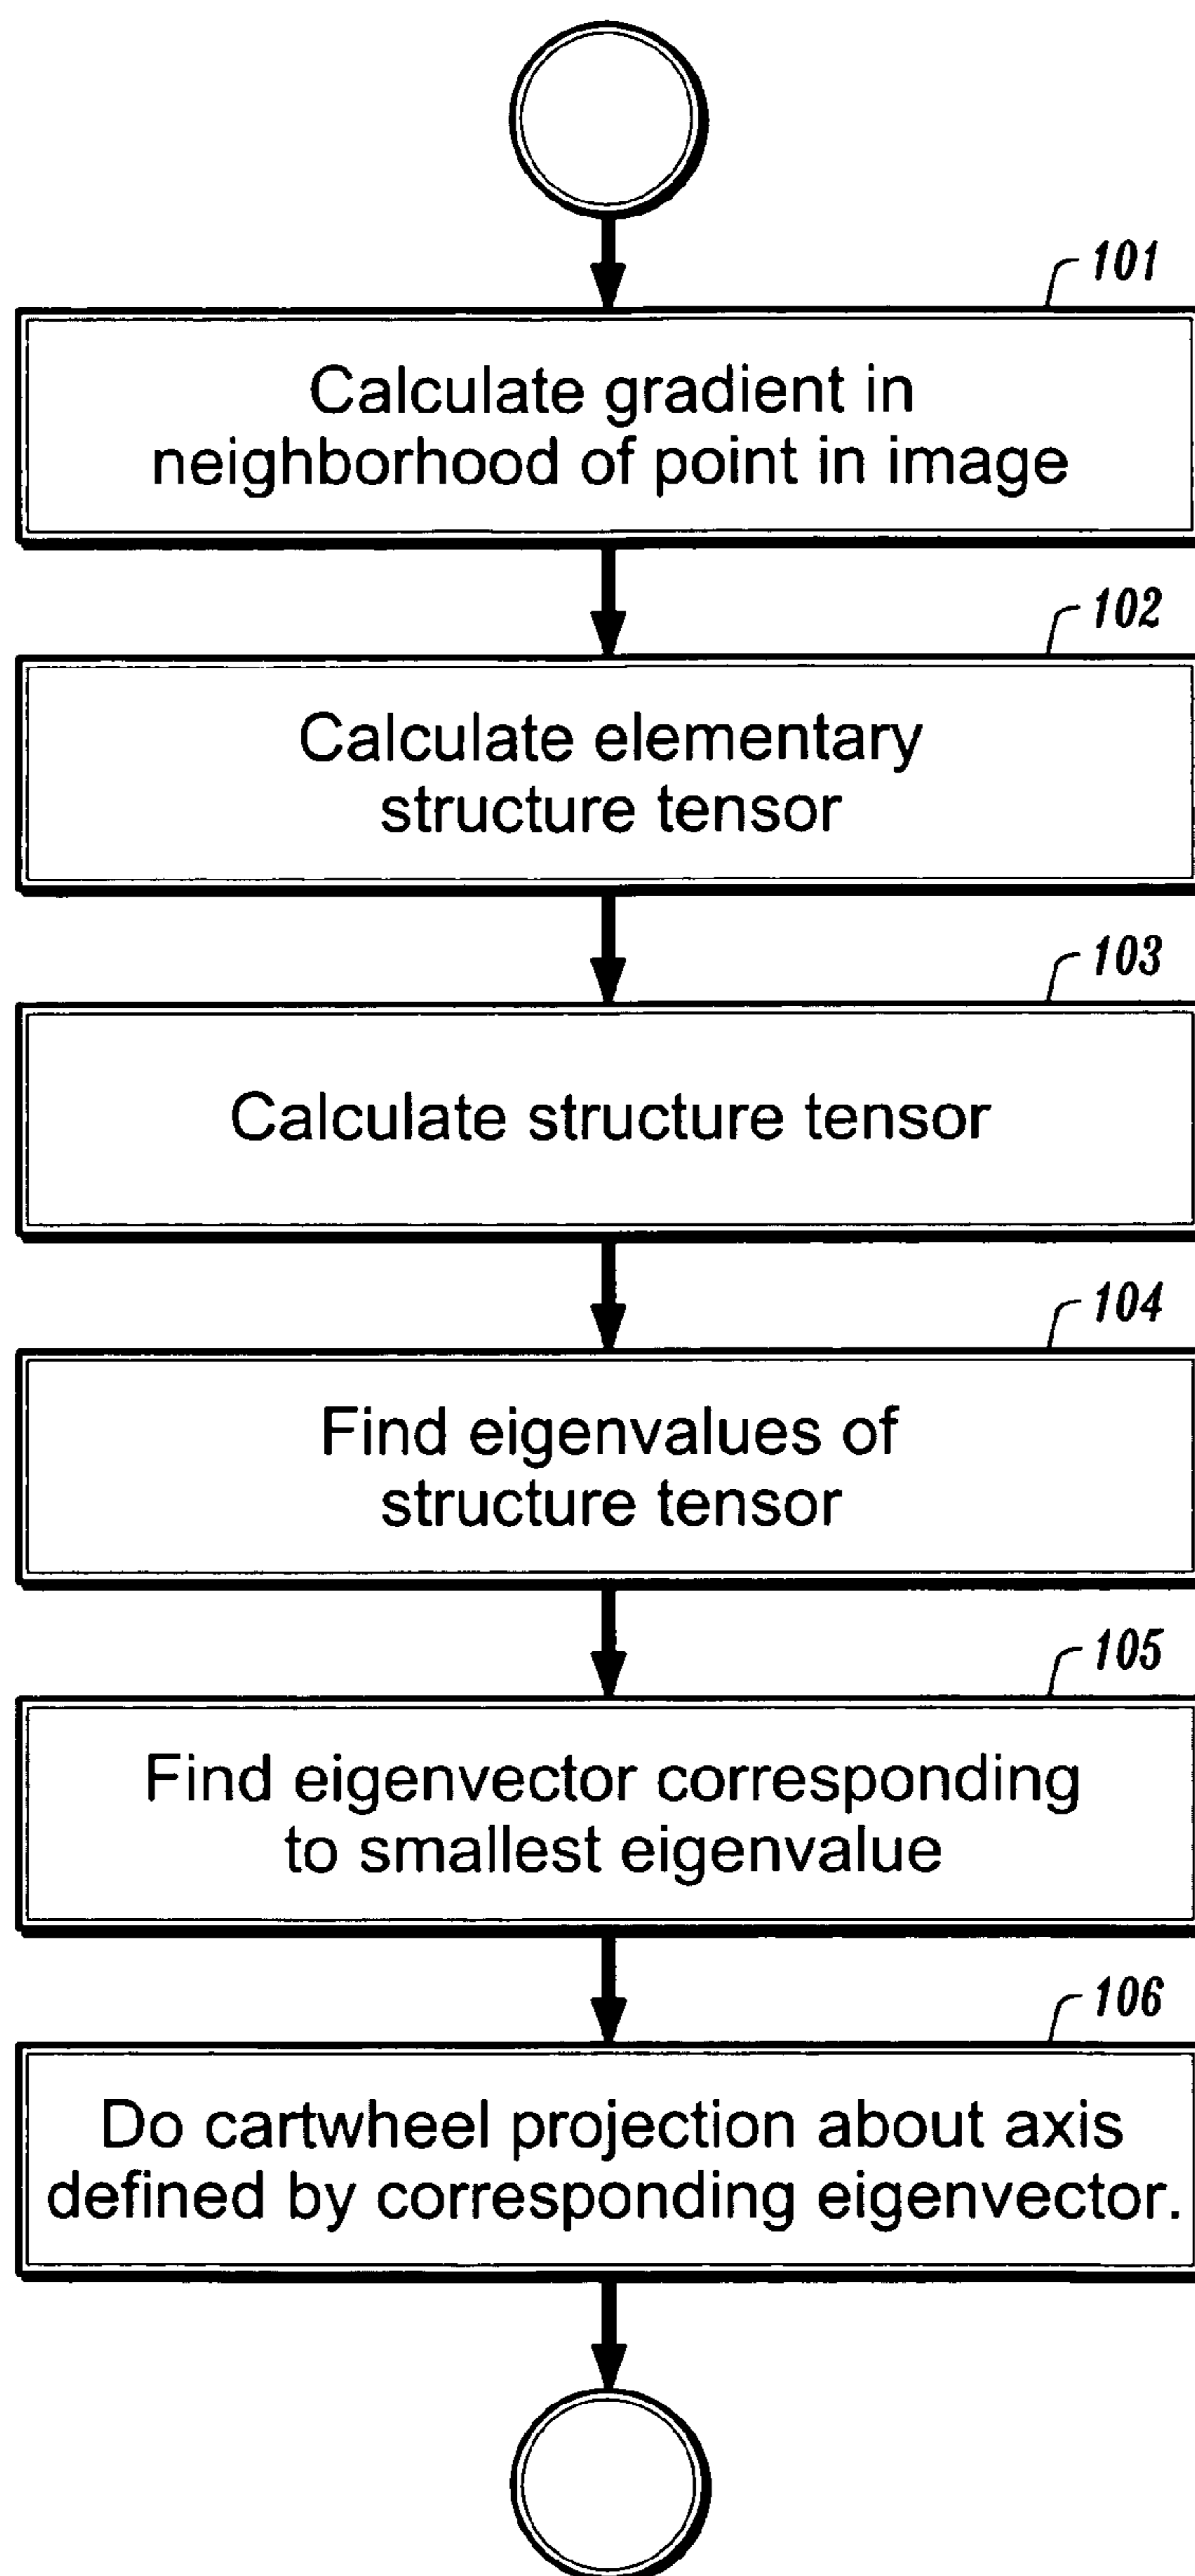 101
Calculate gradient in
neighborhood of point in image
102
Calculate elementary
structure tensor
103
Calculate structure tensor
104
Find eigenvalues of
structure tensor
105
Find eigenvector corresponding
to smallest eigenvalue
106
Do cartwheel projection about axis
defined by corresponding eigenvector.